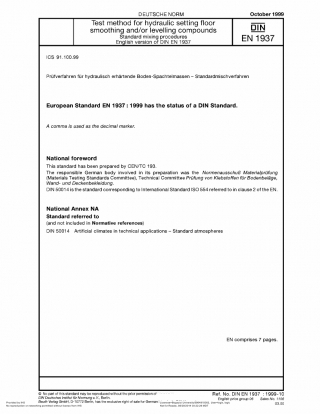 DEUTSCHE NORM
October 1999
Test method for hydraulic setting floor
smoothing and/or levelling compounds
Standard mixing procedures
English version of DIN EN 1937
DIN
EN 1937
ICS 91.100.99
Prüfverfahren für hydraulisch erhärtende Boden-Spachtelmassen – Standardmischverfahren
European Standard EN 1937 : 1999 has the status of a DIN Standard.
A comma is used as the decimal marker.
National foreword
This standard has been prepared by CEN/TC 193.
The responsible German body involved in its preparation was the Normenausschuß Materialprüfung
(Materials Testing Standards Committee), Technical Committee Prüfung von Klebstoffen für Bodenbeläge,
Wand- und Deckenbekleidung.
DIN 50014 is the standard corresponding to International Standard ISO 554 referred to in clause 2 of the EN.
National Annex NA
Standard referred to
(and not included in Normative references)
DIN 50014 Artificial climates in technical applications – Standard atmospheres
EN comprises 7 pages.
© No part of this standard may be reproduced without the prior permission of
DIN Deutsches Institut für Normung e.V., Berlin.
Beuth Verlag GmbH, D-10772 Berlin, has the exclusive right of sale for German
Ref. No. DIN EN 1937 : 1999-10
English price group 06 Sales No. 1106